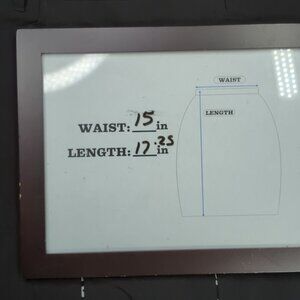 WAIST
LENGTH
WAIST: 15 in
LENGTH: 17.25 in